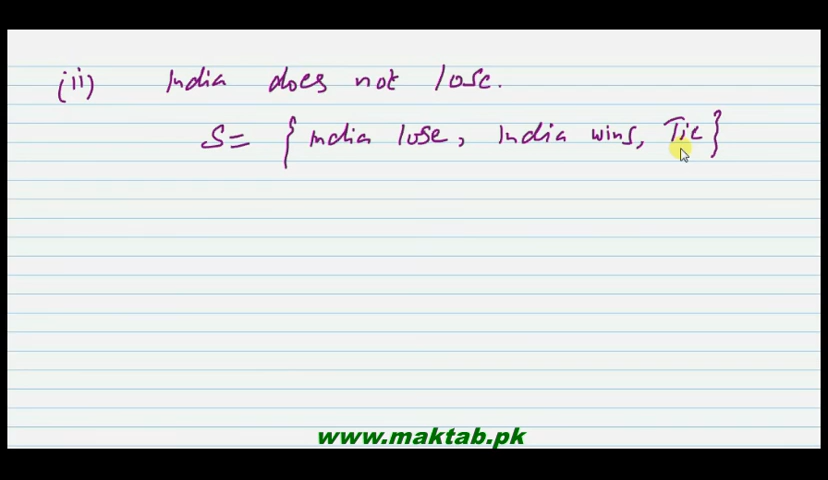 (ii) India does not lose.
S = { India lose, India wins, Tie }
www.maktab.pk